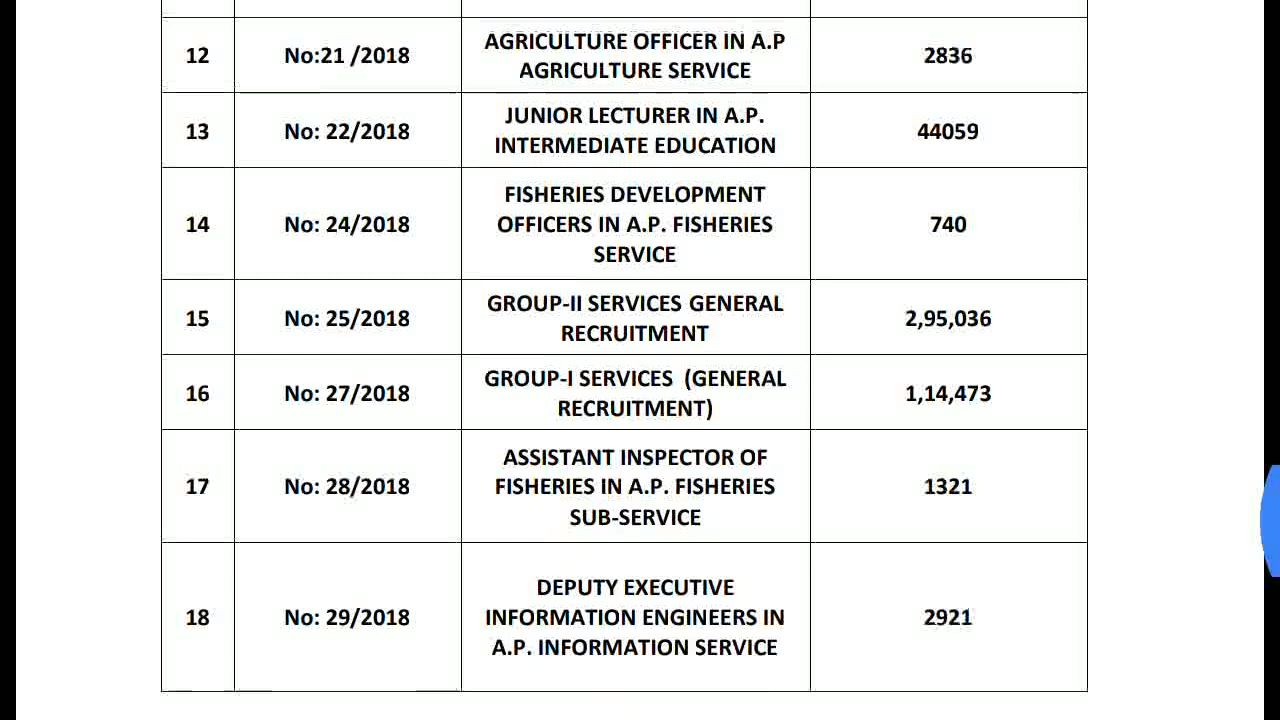 12 No:21 /2018 AGRICULTURE OFFICER IN A.P 2836
AGRICULTURE SERVICE
13 No: 22/2018 JUNIOR LECTURER IN A.P. 44059
INTERMEDIATE EDUCATION
14 No: 24/2018 FISHERIES DEVELOPMENT 740
OFFICERS IN A.P. FISHERIES
SERVICE
15 No: 25/2018 GROUP-II SERVICES GENERAL 2,95,036
RECRUITMENT
16 No: 27/2018 GROUP-I SERVICES (GENERAL 1,14,473
RECRUITMENT)
17 No: 28/2018 ASSISTANT INSPECTOR OF 1321
FISHERIES IN A.P. FISHERIES
SUB-SERVICE
18 No: 29/2018 DEPUTY EXECUTIVE 2921
INFORMATION ENGINEERS IN
A.P. INFORMATION SERVICE